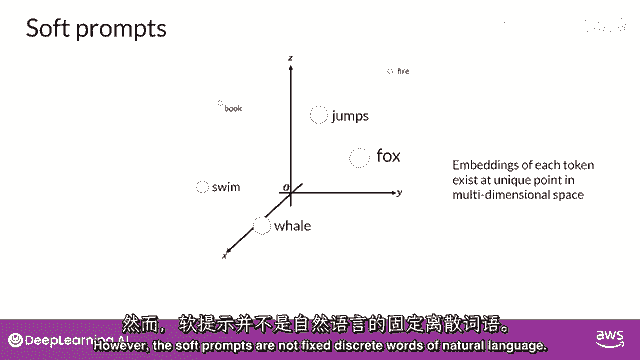 Soft prompts
z
fire
book
jumps
fox
Embeddings of each token
exist at unique point in
multi-dimensional space
swim
0
y
whale
x
然而，软提示并不是自然语言的固定离散词语。
However, the soft prompts are not fixed discrete words of natural language.
DeepLearning.AI
aws